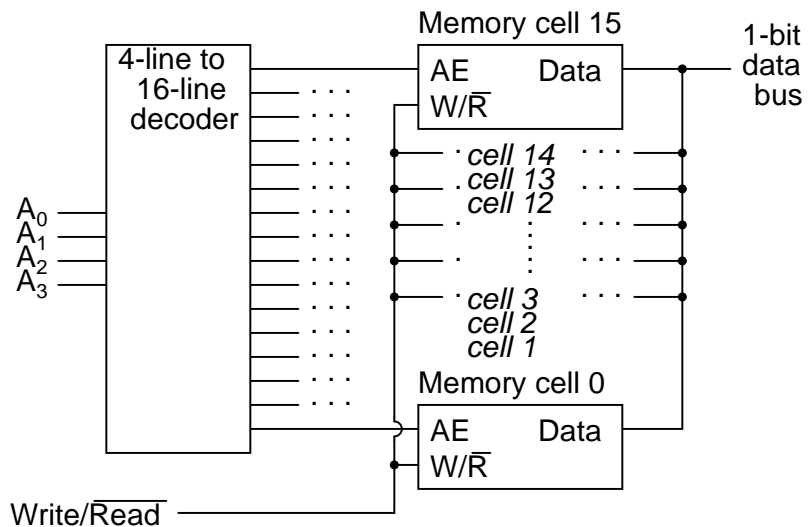 Memory cell 15
1-bit
data
bus
4-line to
16-line
decoder
AE Data
W/R̅
cell 14
cell 13
cell 12
A₀
A₁
A₂
A₃
cell 3
cell 2
cell 1
Memory cell 0
AE Data
W/R̅
Write/R̅e̅a̅d̅